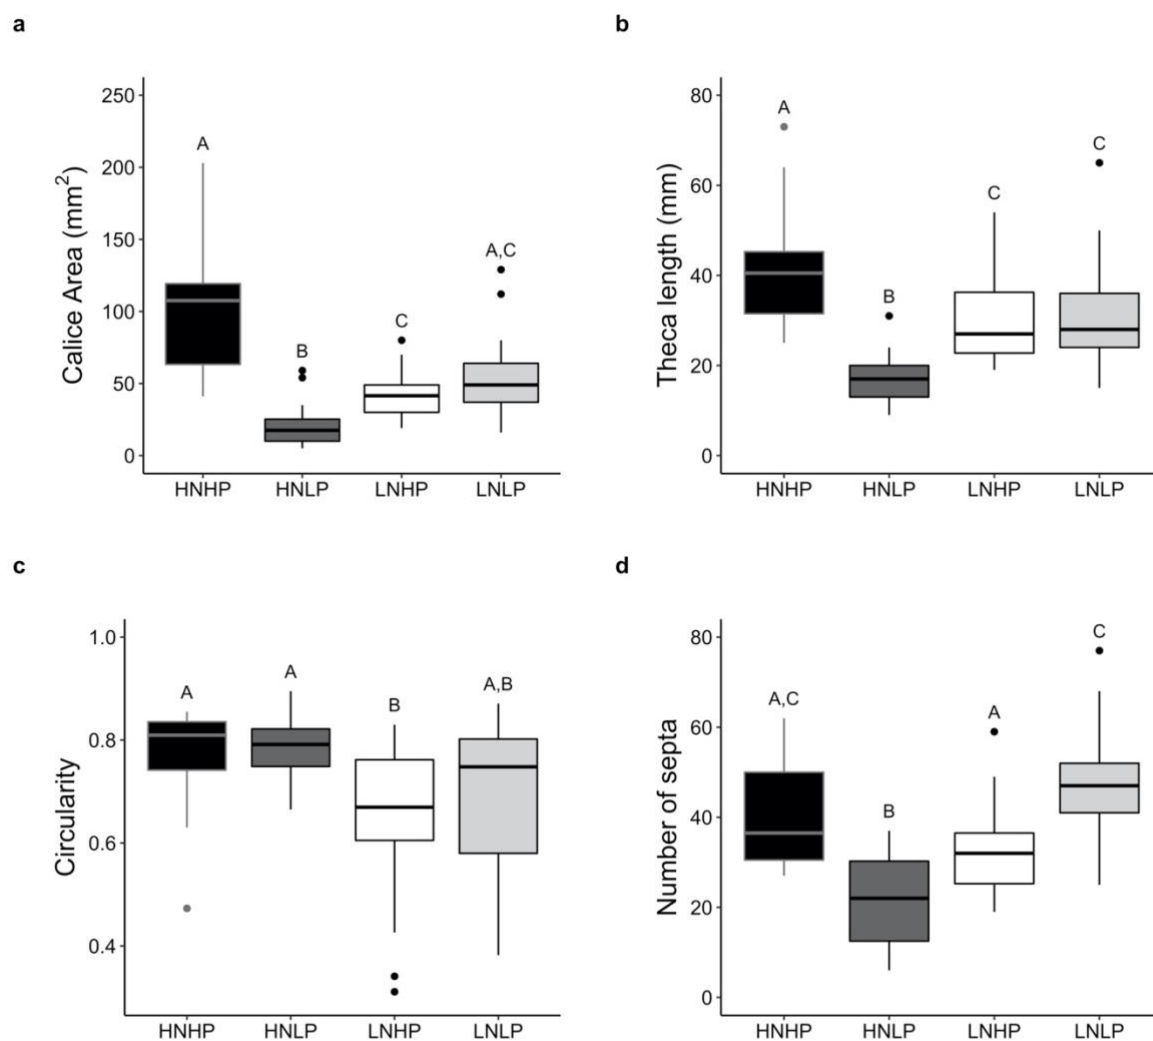 a
Calice Area (mm²)
250
200
150
100
50
0
A
B
C
A,C
HNHP HNLP LNHP LNLP
b
Theca length (mm)
80
60
40
20
0
A
B
C
C
HNHP HNLP LNHP LNLP
c
Circularity
1.0
0.8
0.6
0.4
A
A
B
A,B
HNHP HNLP LNHP LNLP
d
Number of septa
80
60
40
20
0
A,C
B
A
C
HNHP HNLP LNHP LNLP